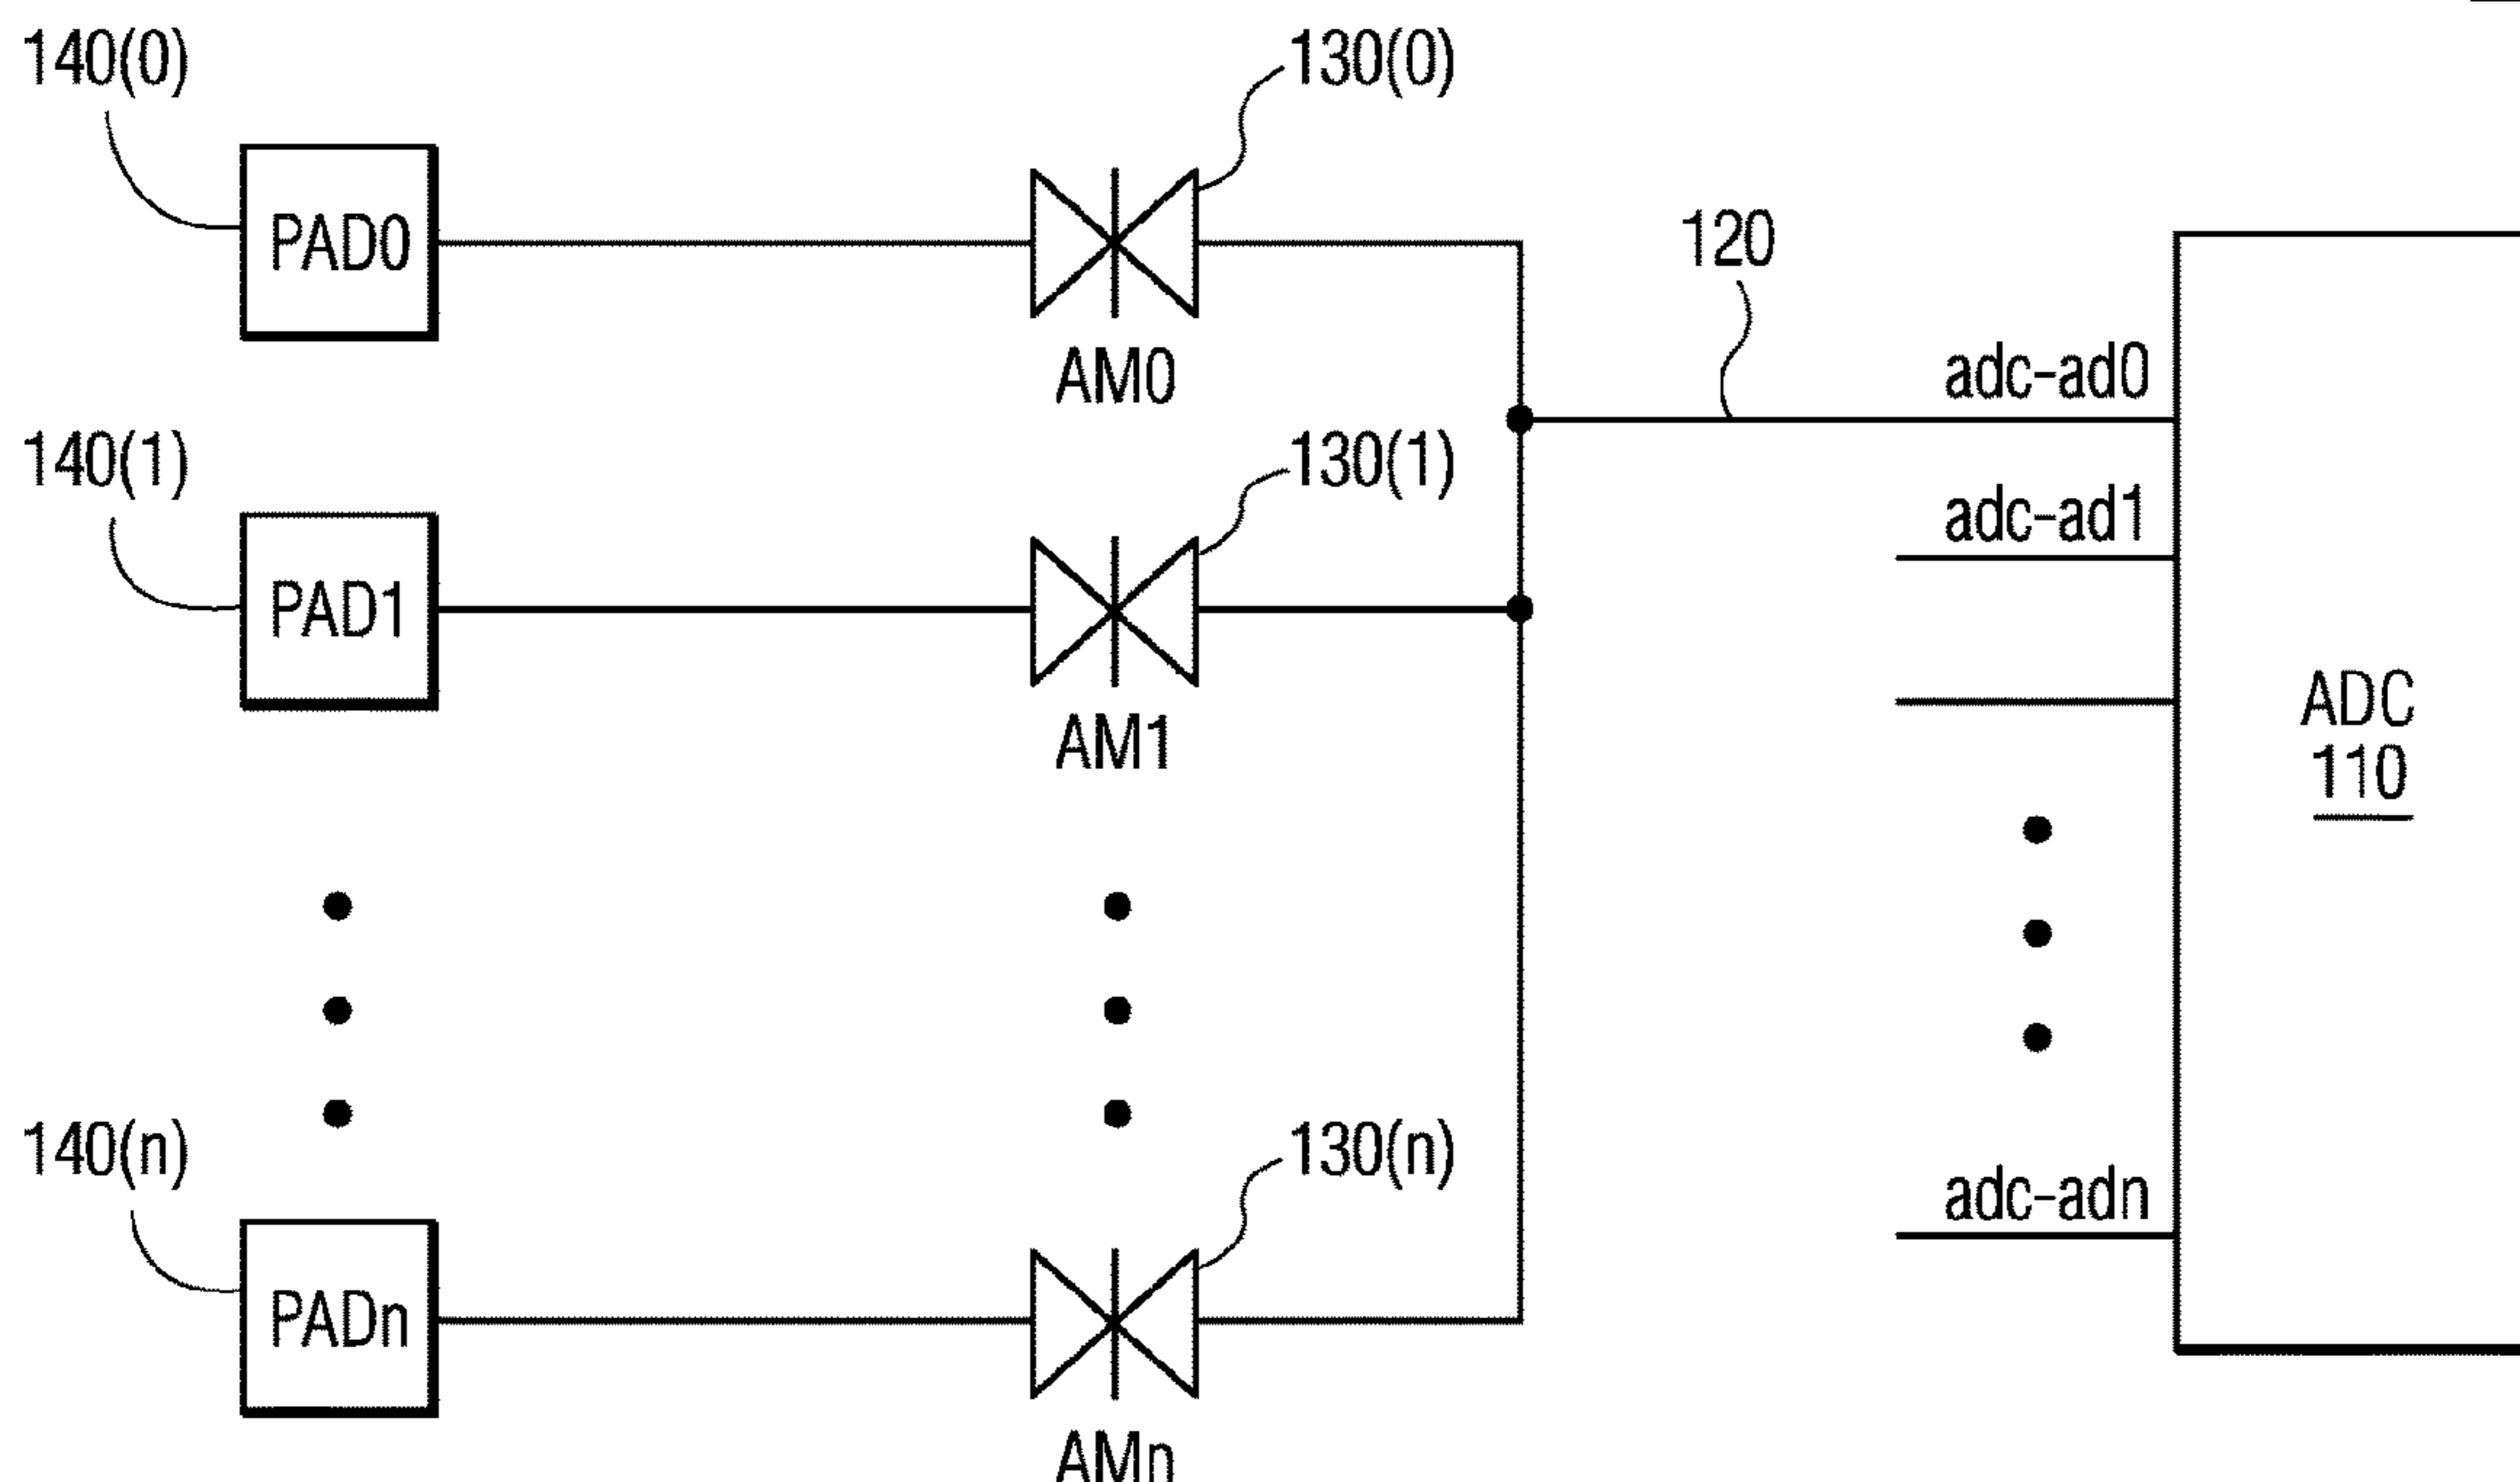 140(0)
130(0)
PAD0
120
AM0
adc-ad0
140(1)
130(1)
adc-ad1
PAD1
ADC
110
AM1
140(n)
130(n)
adc-adn
PADn
AMn